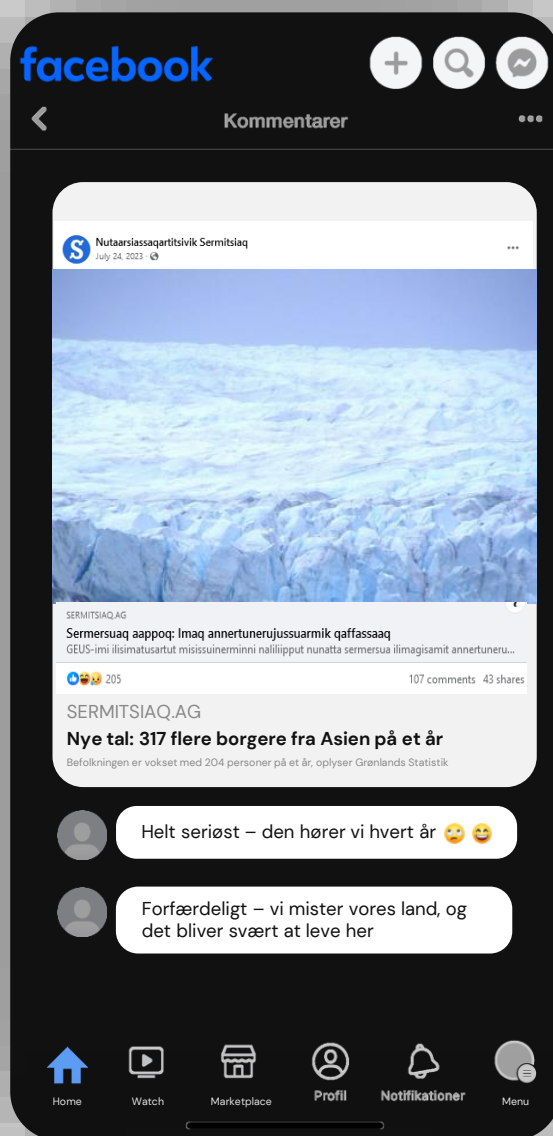 facebook
Kommentarer
Nutaarsiassaqartitsivik Sermitsiaq
July 24, 2023
SERMITSIAQ.AG
Sermersuaq aappoq: Imaq annertunerujussuarmik qaffassaaq
GEUS-imi ilisimatusartut misissuinerminni naliliipput nunatta sermersua ilimagisamit annertuneru...
205
107 comments 43 shares
SERMITSIAQ.AG
Nye tal: 317 flere borgere fra Asien på et år
Befolkningen er vokset med 204 personer på et år, oplyser Grønlands Statistik
Helt seriøst – den hører vi hvert år 🙄 😄
Forfærdeligt – vi mister vores land, og
det bliver svært at leve her
Home Watch Marketplace Profil Notifikationer Menu